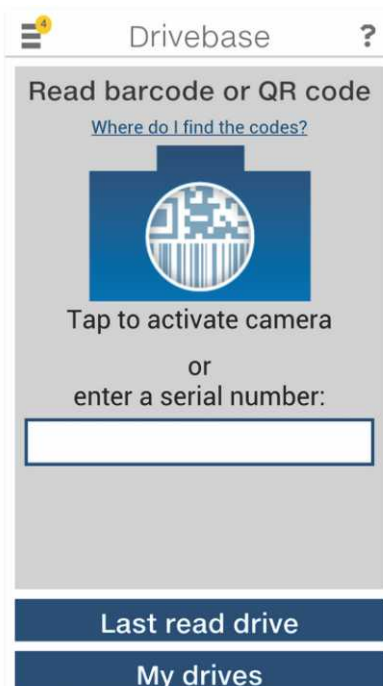 4
Drivebase ?
Read barcode or QR code
Where do I find the codes?
Tap to activate camera
or
enter a serial number:
Last read drive
My drives